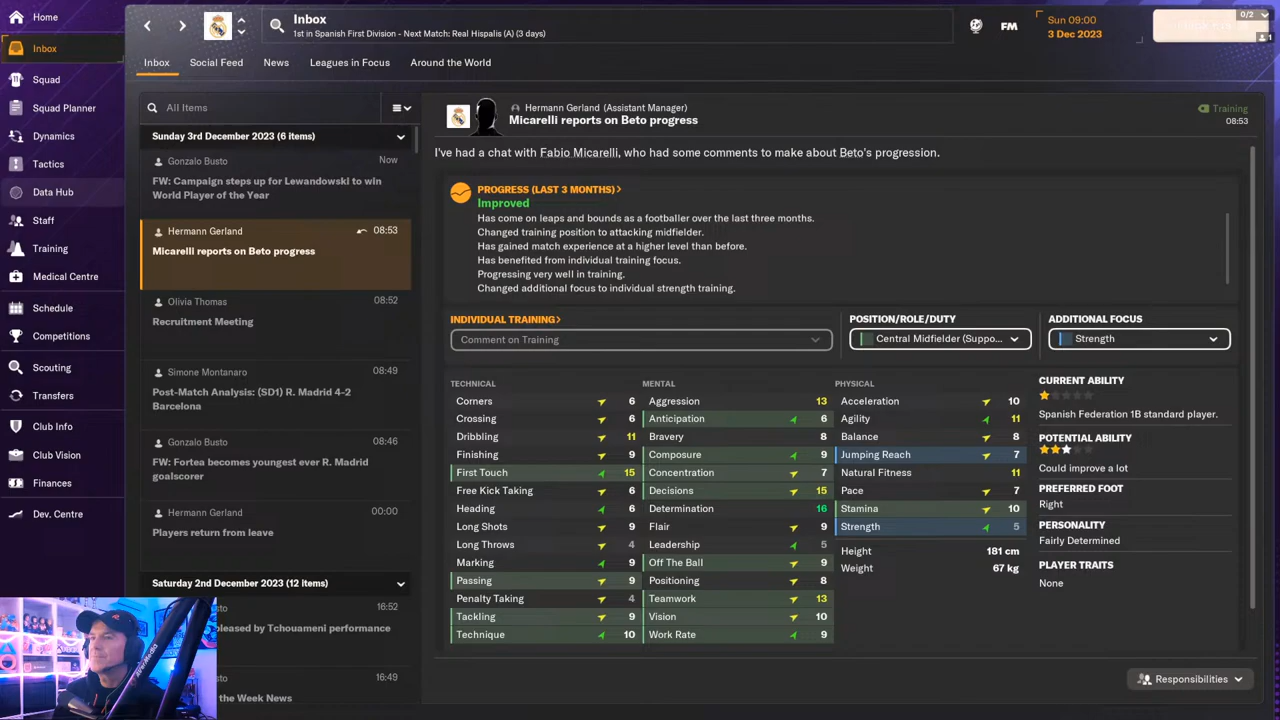 Home
Inbox
Squad
Squad Planner
Dynamics
Tactics
Data Hub
Staff
Training
Medical Centre
Schedule
Competitions
Scouting
Transfers
Club Info
Club Vision
Finances
Dev. Centre
Inbox
1st in Spanish First Division - Next Match: Real Hispalis (A) (3 days)
FM
Sun 09:00
3 Dec 2023
0/2
1
Inbox
Social Feed
News
Leagues in Focus
Around the World
All Items
Sunday 3rd December 2023 (6 items)
Gonzalo Busto
Now
FW: Campaign steps up for Lewandowski to win
World Player of the Year
Hermann Gerland
08:53
Micarelli reports on Beto progress
Olivia Thomas
08:52
Recruitment Meeting
Simone Montanaro
08:49
Post-Match Analysis: (SD1) R. Madrid 4-2
Barcelona
Gonzalo Busto
08:46
FW: Fortea becomes youngest ever R. Madrid
goalscorer
Hermann Gerland
00:00
Players return from leave
Saturday 2nd December 2023 (12 items)
usto
16:52
pleased by Tchouameni performance
usto
16:49
the Week News
Hermann Gerland (Assistant Manager)
Micarelli reports on Beto progress
Training
08:53
I've had a chat with Fabio Micarelli, who had some comments to make about Beto's progression.
PROGRESS (LAST 3 MONTHS)
Improved
Has come on leaps and bounds as a footballer over the last three months.
Changed training position to attacking midfielder.
Has gained match experience at a higher level than before.
Has benefited from individual training focus.
Progressing very well in training.
Changed additional focus to individual strength training.
INDIVIDUAL TRAINING
Comment on Training
POSITION/ROLE/DUTY
Central Midfielder (Suppo...
ADDITIONAL FOCUS
Strength
TECHNICAL
Corners 6
Crossing 6
Dribbling 11
Finishing 9
First Touch 15
Free Kick Taking 6
Heading 6
Long Shots 9
Long Throws 4
Marking 9
Passing 9
Penalty Taking 4
Tackling 9
Technique 10
MENTAL
Aggression 13
Anticipation 6
Bravery 8
Composure 9
Concentration 7
Decisions 15
Determination 16
Flair 9
Leadership 5
Off The Ball 9
Positioning 8
Teamwork 13
Vision 10
Work Rate 9
PHYSICAL
Acceleration 10
Agility 11
Balance 8
Jumping Reach 7
Natural Fitness 11
Pace 7
Stamina 10
Strength 5
Height 181 cm
Weight 67 kg
CURRENT ABILITY
Spanish Federation 1B standard player.
POTENTIAL ABILITY
Could improve a lot
PREFERRED FOOT
Right
PERSONALITY
Fairly Determined
PLAYER TRAITS
None
Responsibilities